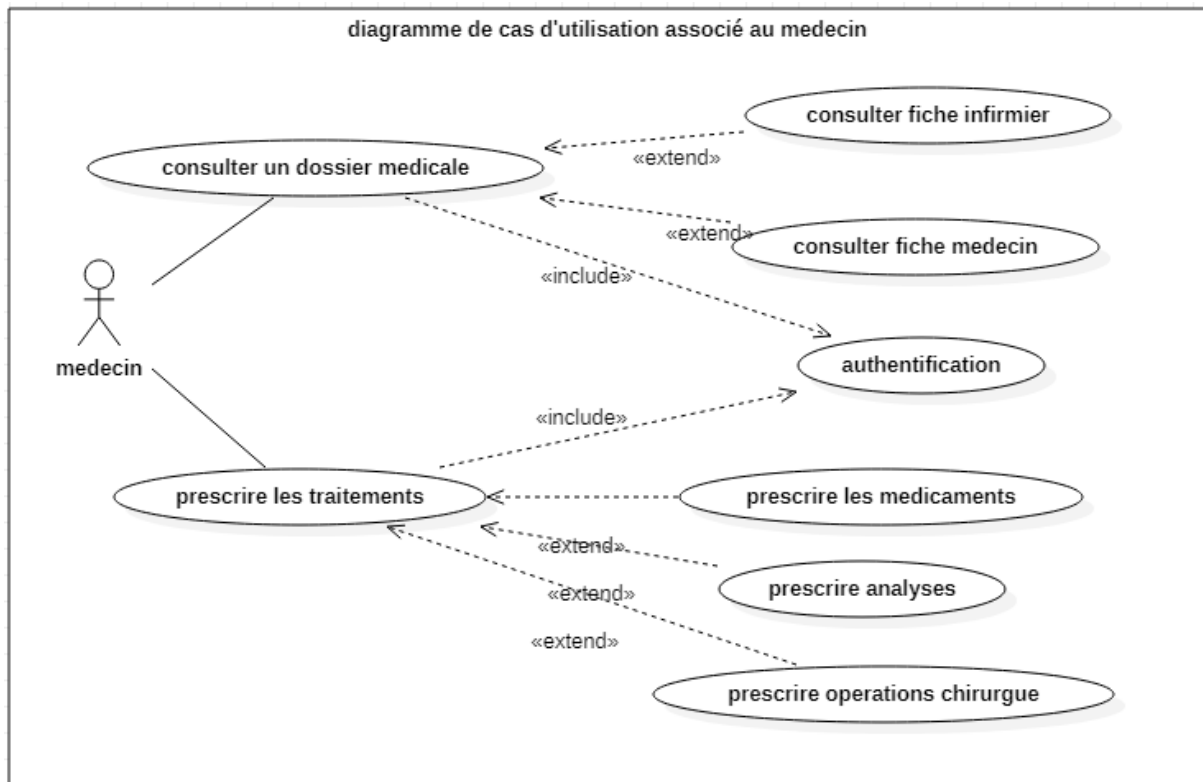 diagramme de cas d'utilisation associé au medecin
consulter fiche infirmier
«extend»
consulter un dossier medicale
«extend»
consulter fiche medecin
«include»
medecin
authentification
«include»
prescrire les traitements
prescrire les medicaments
«extend»
prescrire analyses
«extend»
«extend»
prescrire operations chirurgue